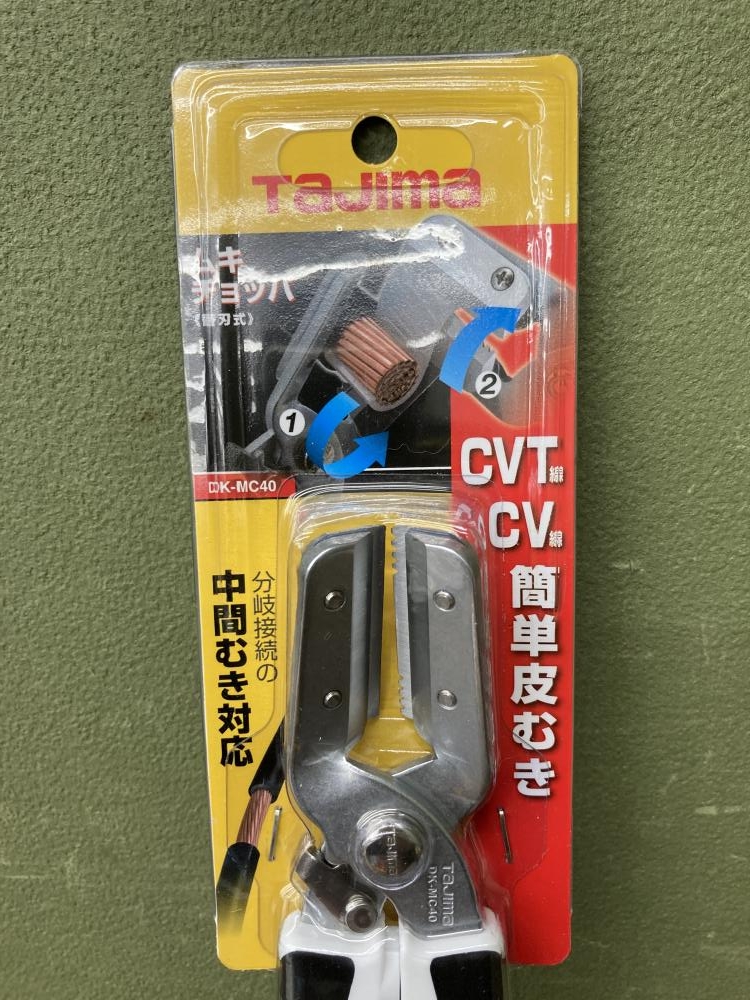 Tajima
ムキ
チョッパ
《替刃式》
1
2
DK-MC40
CVT線
CV線
簡単皮むき
分岐接続の
中間むき対応
Tajima
Tajima
DK-MC40